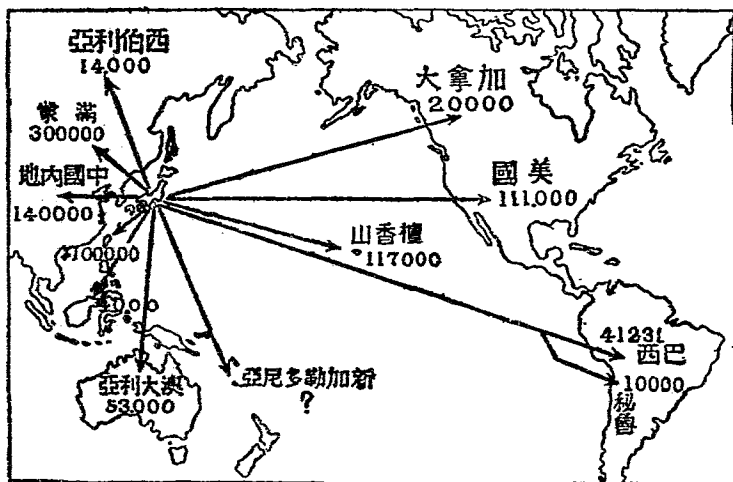 西伯利亞
14000
滿蒙
300000
中國內地
140000
加拿大
20000
美國
111,000
檀香山
117000
41231
巴西
10000
秘魯
澳大利亞
53000
新加勒多尼亞
?